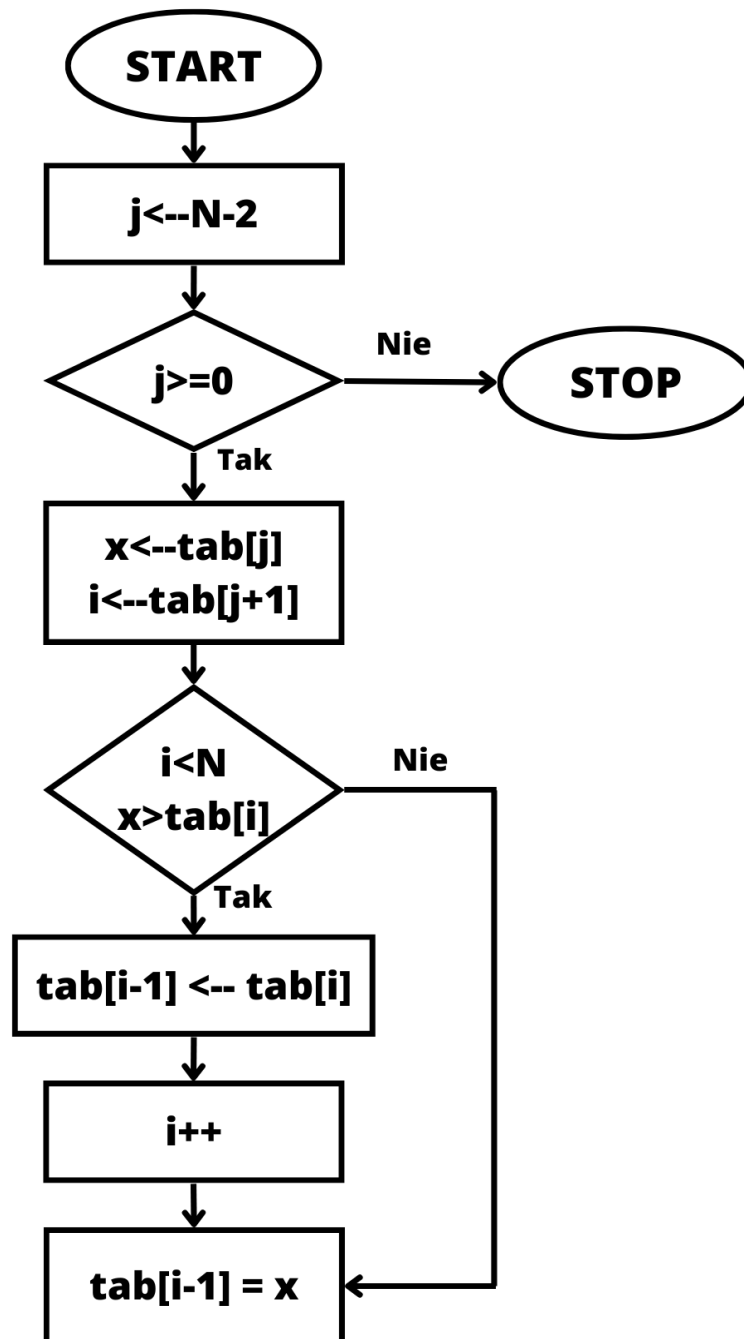 START
j<--N-2
j>=0
Nie
STOP
Tak
x<--tab[j]
i<--tab[j+1]
i<N
x>tab[i]
Nie
Tak
tab[i-1] <-- tab[i]
i++
tab[i-1] = x